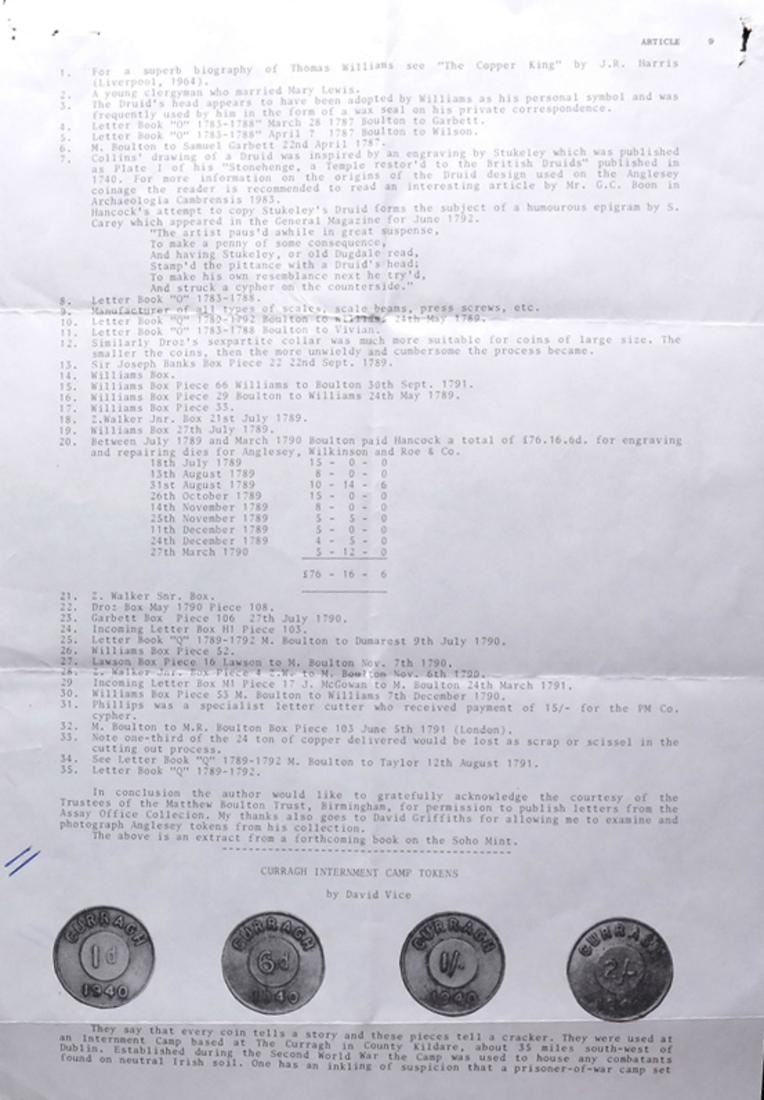 ARTICLE 9
1. For a superb biography of Thomas Williams see "The Copper King" by J.R. Harris
(Liverpool, 1964).
2. A young clergyman who married Mary Lewis.
3. The Druid's head appears to have been adopted by Williams as his personal symbol and was
frequently used by him in the form of a wax seal on his private correspondence.
4. Letter Book "O" 1783-1788" March 28 1787 Boulton to Garbett.
5. Letter Book "O" 1783-1788" April 7 1787 Boulton to Wilson.
6. M. Boulton to Samuel Garbett 22nd April 1787.
7. Collins' drawing of a Druid was inspired by an engraving by Stukeley which was published
as Plate I of his "Stonehenge, a Temple restor'd to the British Druids" published in
1740. For more information on the origins of the Druid design used on the Anglesey
coinage the reader is recommended to read an interesting article by Mr. G.C. Boon in
Archaeologia Cambrensis 1983.
Hancock's attempt to copy Stukeley's Druid forms the subject of a humourous epigram by S.
Carey which appeared in the General Magazine for June 1792.
"The artist paus'd awhile in great suspense,
To make a penny of some consequence,
And having Stukeley, or old Dugdale read,
Stamp'd the pittance with a Druid's head;
To make his own resemblance next he try'd,
And struck a cypher on the counterside."
8. Letter Book "O" 1783-1788.
9. Manufacturer of all types of scales, scale beams, press screws, etc.
10. Letter Book "O" Boulton to 24th May 1789.
11. Letter Book "O" 1783-1788 Boulton to Vivian.
12. Similarly Droz's sexpartite collar was much more suitable for coins of large size. The
smaller the coins, then the more unwieldy and cumbersome the process became.
13. Sir Joseph Banks Box Piece 22 22nd Sept. 1789.
14. Williams Box.
15. Williams Box Piece 66 Williams to Boulton 30th Sept. 1791.
16. Williams Box Piece 29 Boulton to Williams 24th May 1789.
17. Williams Box Piece 33.
18. Z.Walker Jnr. Box 21st July 1789.
19. Williams Box 27th July 1789.
20. Between July 1789 and March 1790 Boulton paid Hancock a total of £76.16.6d. for engraving
and repairing dies for Anglesey, Wilkinson and Roe & Co.
18th July 1789 15 - 0 - 0
13th August 1789 8 - 0 - 0
31st August 1789 10 - 14 - 6
26th October 1789 15 - 0 - 0
14th November 1789 8 - 0 - 0
25th November 1789 5 - 5 - 0
11th December 1789 5 - 0 - 0
24th December 1789 4 - 5 - 0
27th March 1790 5 - 12 - 0
£76 - 16 - 6
21. Z. Walker Snr. Box.
22. Droz Box May 1790 Piece 108.
23. Garbett Box Piece 106 27th July 1790.
24. Incoming Letter Box H1 Piece 103.
25. Letter Book "Q" 1789-1792 M. Boulton to Dumarest 9th July 1790.
26. Williams Box Piece 52.
27. Lawson Box Piece 16 Lawson to M. Boulton Nov. 7th 1790.
28. Z. Walker Jnr. Box Piece 4 Z.W. to M. Boulton Nov. 6th 1790.
29 Incoming Letter Box M1 Piece 17 J. McGowan to M. Boulton 24th March 1791.
30. Williams Box Piece 53 M. Boulton to Williams 7th December 1790.
31. Phillips was a specialist letter cutter who received payment of 15/- for the PM Co.
cypher.
32. M. Boulton to M.R. Boulton Box Piece 103 June 5th 1791 (London).
33. Note one-third of the 24 ton of copper delivered would be lost as scrap or scissel in the
cutting out process.
34. See Letter Book "Q" 1789-1792 M. Boulton to Taylor 12th August 1791.
35. Letter Book "Q" 1789-1792.
In conclusion the author would like to gratefully acknowledge the courtesy of the
Trustees of the Matthew Boulton Trust, Birmingham, for permission to publish letters from the
Assay Office Collecion. My thanks also goes to David Griffiths for allowing me to examine and
photograph Anglesey tokens from his collection.
The above is an extract from a forthcoming book on the Soho Mint.
CURRAGH INTERNMENT CAMP TOKENS
by David Vice
CURRAGH 1d 1940
CURRAGH 6d 1940
CURRAGH 1/- 1940
CURRAGH 2/- 1940
They say that every coin tells a story and these pieces tell a cracker. They were used at
an Internment Camp based at The Curragh in County Kildare, about 35 miles south-west of
Dublin. Established during the Second World War the Camp was used to house any combatants
found on neutral Irish soil. One has an inkling of suspicion that a prisoner-of-war camp set